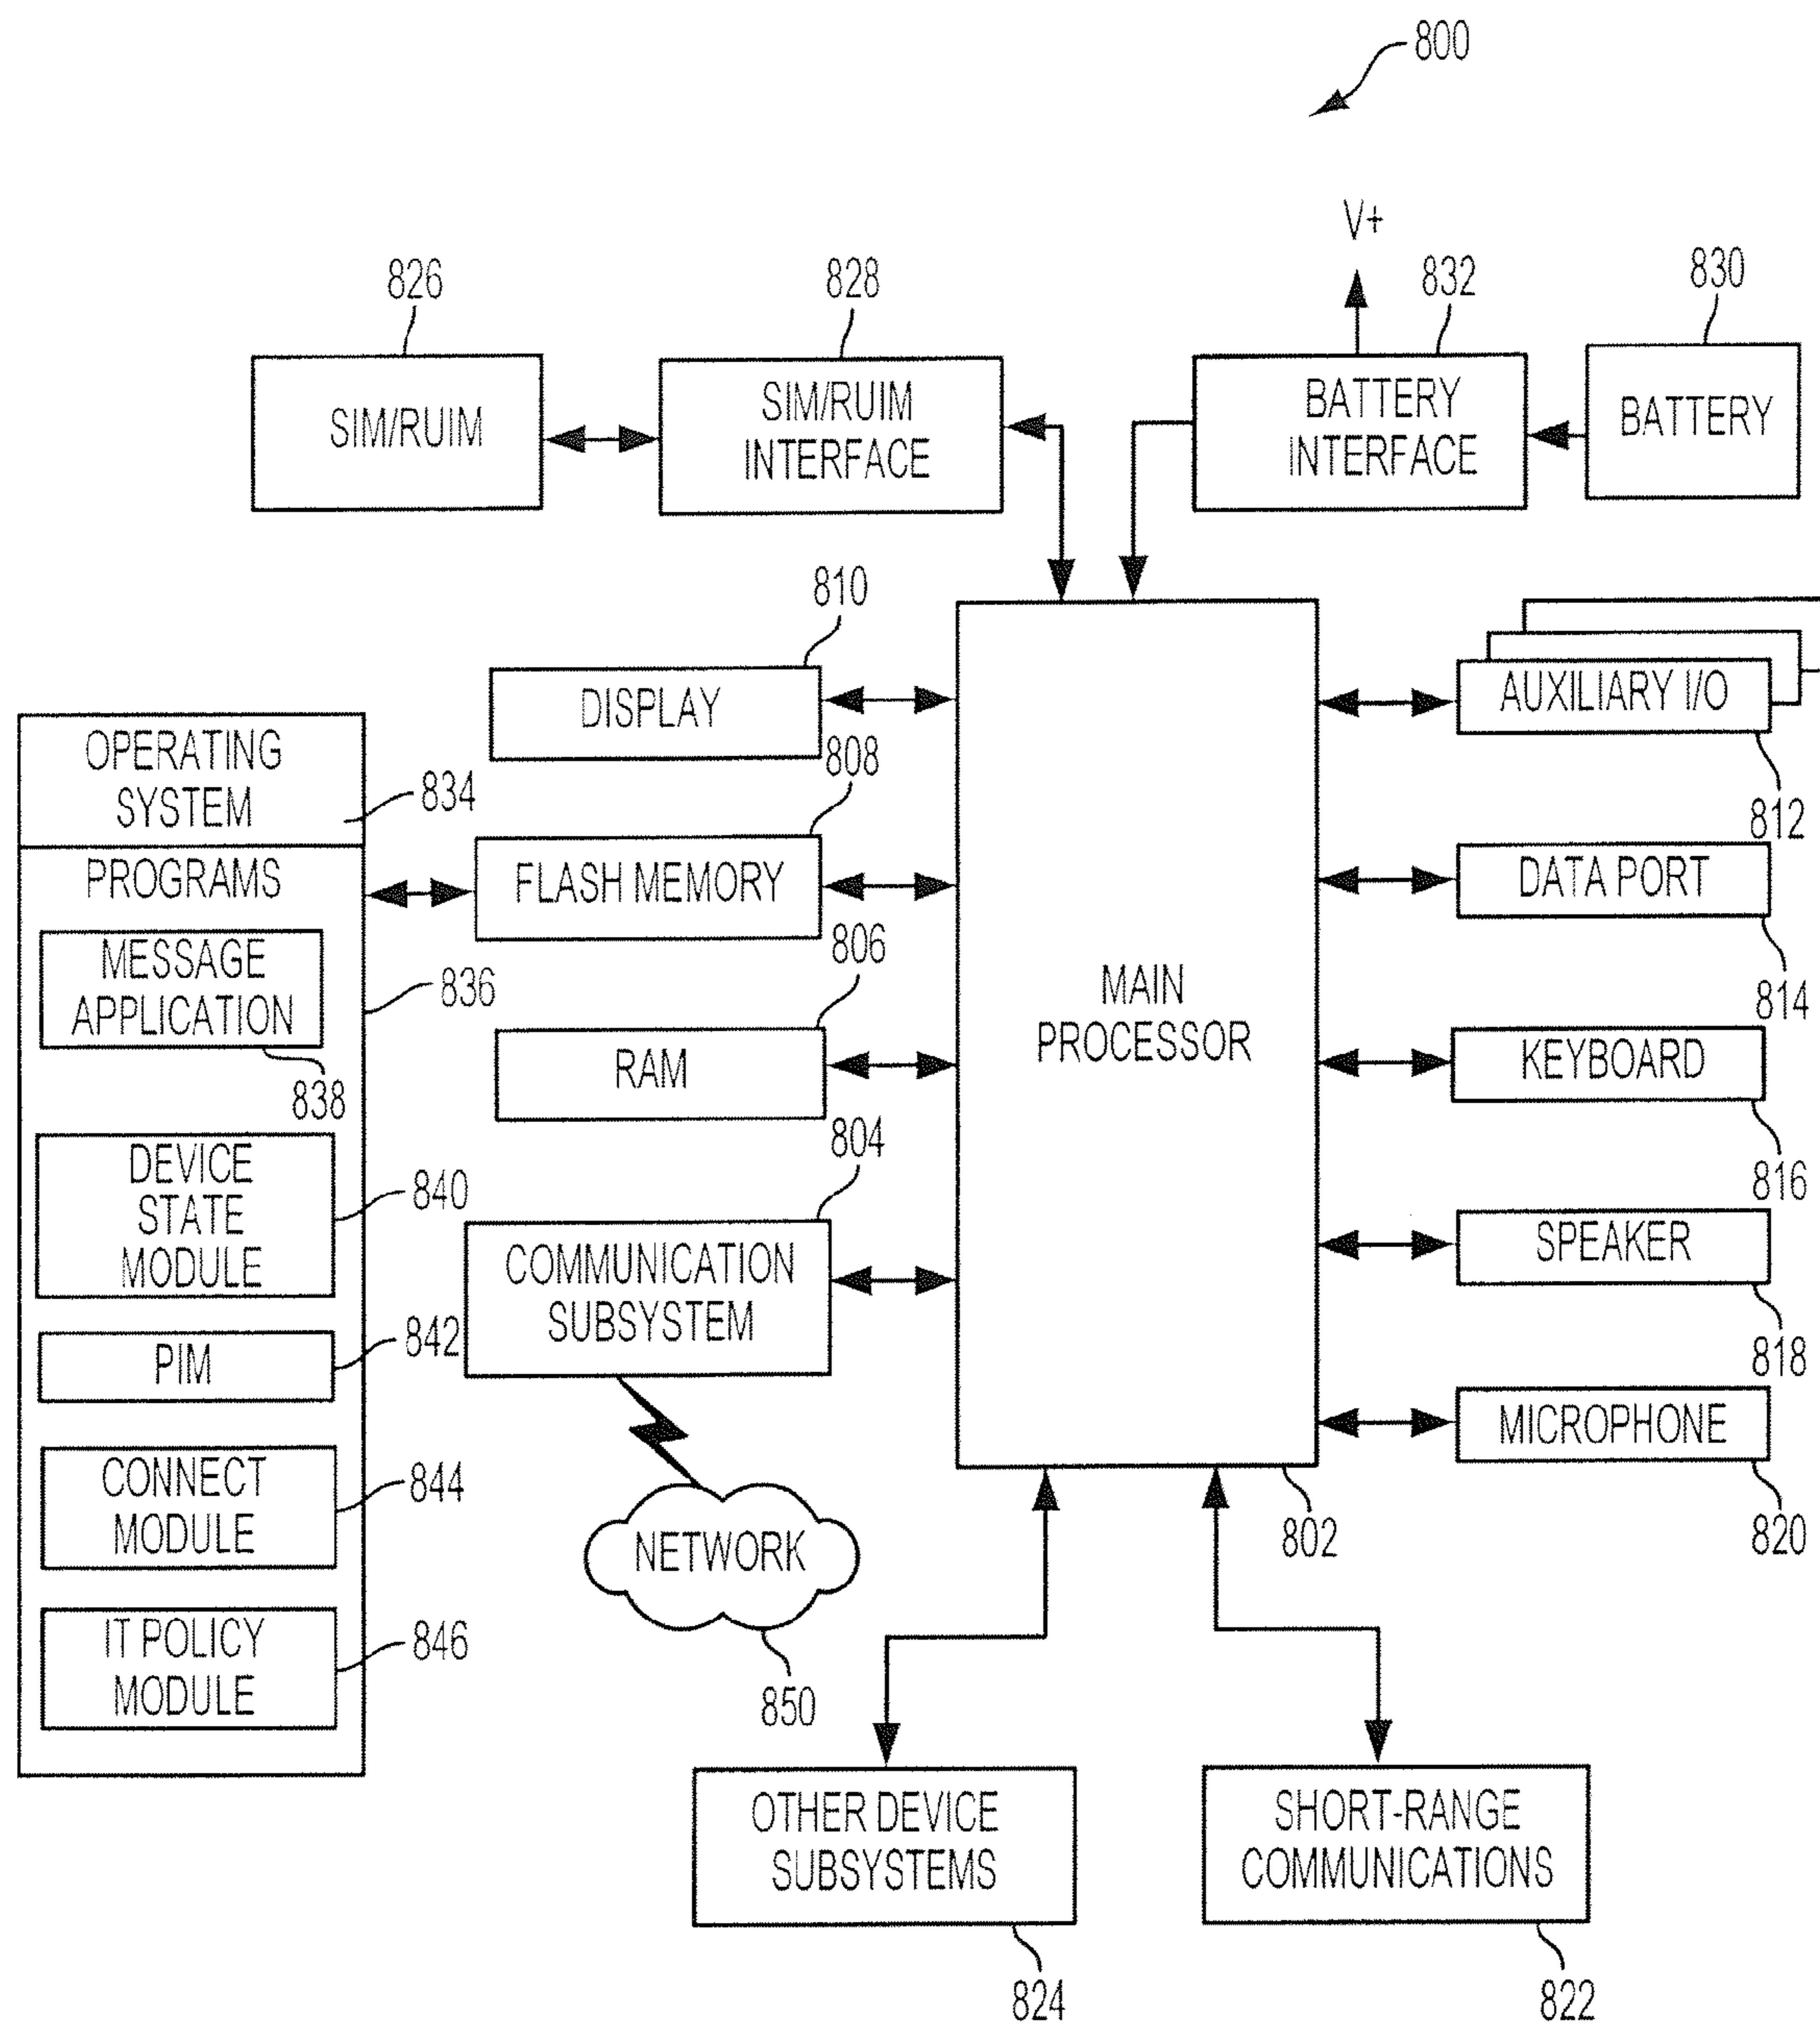 800
V+
826
828
832
830
SIM/RUIM
SIM/RUIM
INTERFACE
BATTERY
INTERFACE
BATTERY
810
DISPLAY
AUXILIARY I/O
812
OPERATING
SYSTEM
834
808
PROGRAMS
FLASH MEMORY
DATA PORT
814
MESSAGE
APPLICATION
836
838
806
RAM
MAIN
PROCESSOR
KEYBOARD
816
804
DEVICE
STATE
MODULE
840
COMMUNICATION
SUBSYSTEM
SPEAKER
818
PIM
842
MICROPHONE
820
CONNECT
MODULE
844
NETWORK
802
IT POLICY
MODULE
846
850
OTHER DEVICE
SUBSYSTEMS
824
SHORT-RANGE
COMMUNICATIONS
822